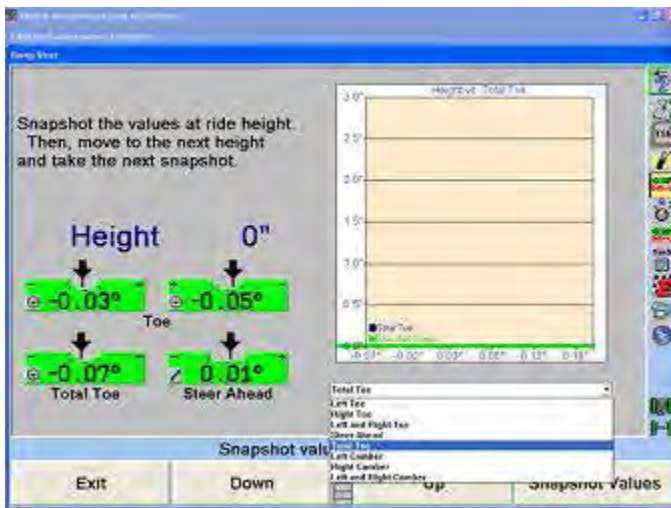 Snapshot the values at ride height.
Then, move to the next height
and take the next snapshot.
Height 0"
-0.03° -0.05°
Toe
-0.07° 0.01°
Total Toe Steer Ahead
Height vs. Total Toe
3.0"
2.5"
2.0"
1.5"
1.0"
0.5"
Total Toe
Total Toe
Left Toe
Right Toe
Left and Right Toe
Steer Ahead
Total Toe
Left Camber
Right Camber
Left and Right Camber
Snapshot
Exit Down Up Snapshot Values